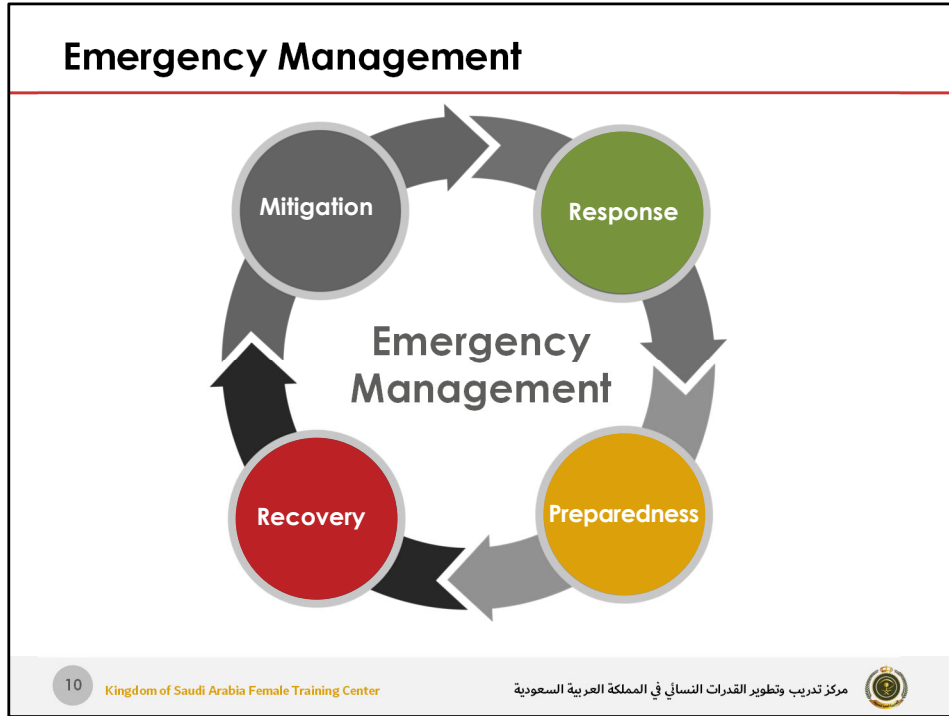 Emergency Management
Mitigation
Response
Emergency
Management
Recovery
Preparedness
10
Kingdom of Saudi Arabia Female Training Center
مركز تدريب وتطوير القدرات النسائي في المملكة العربية السعودية